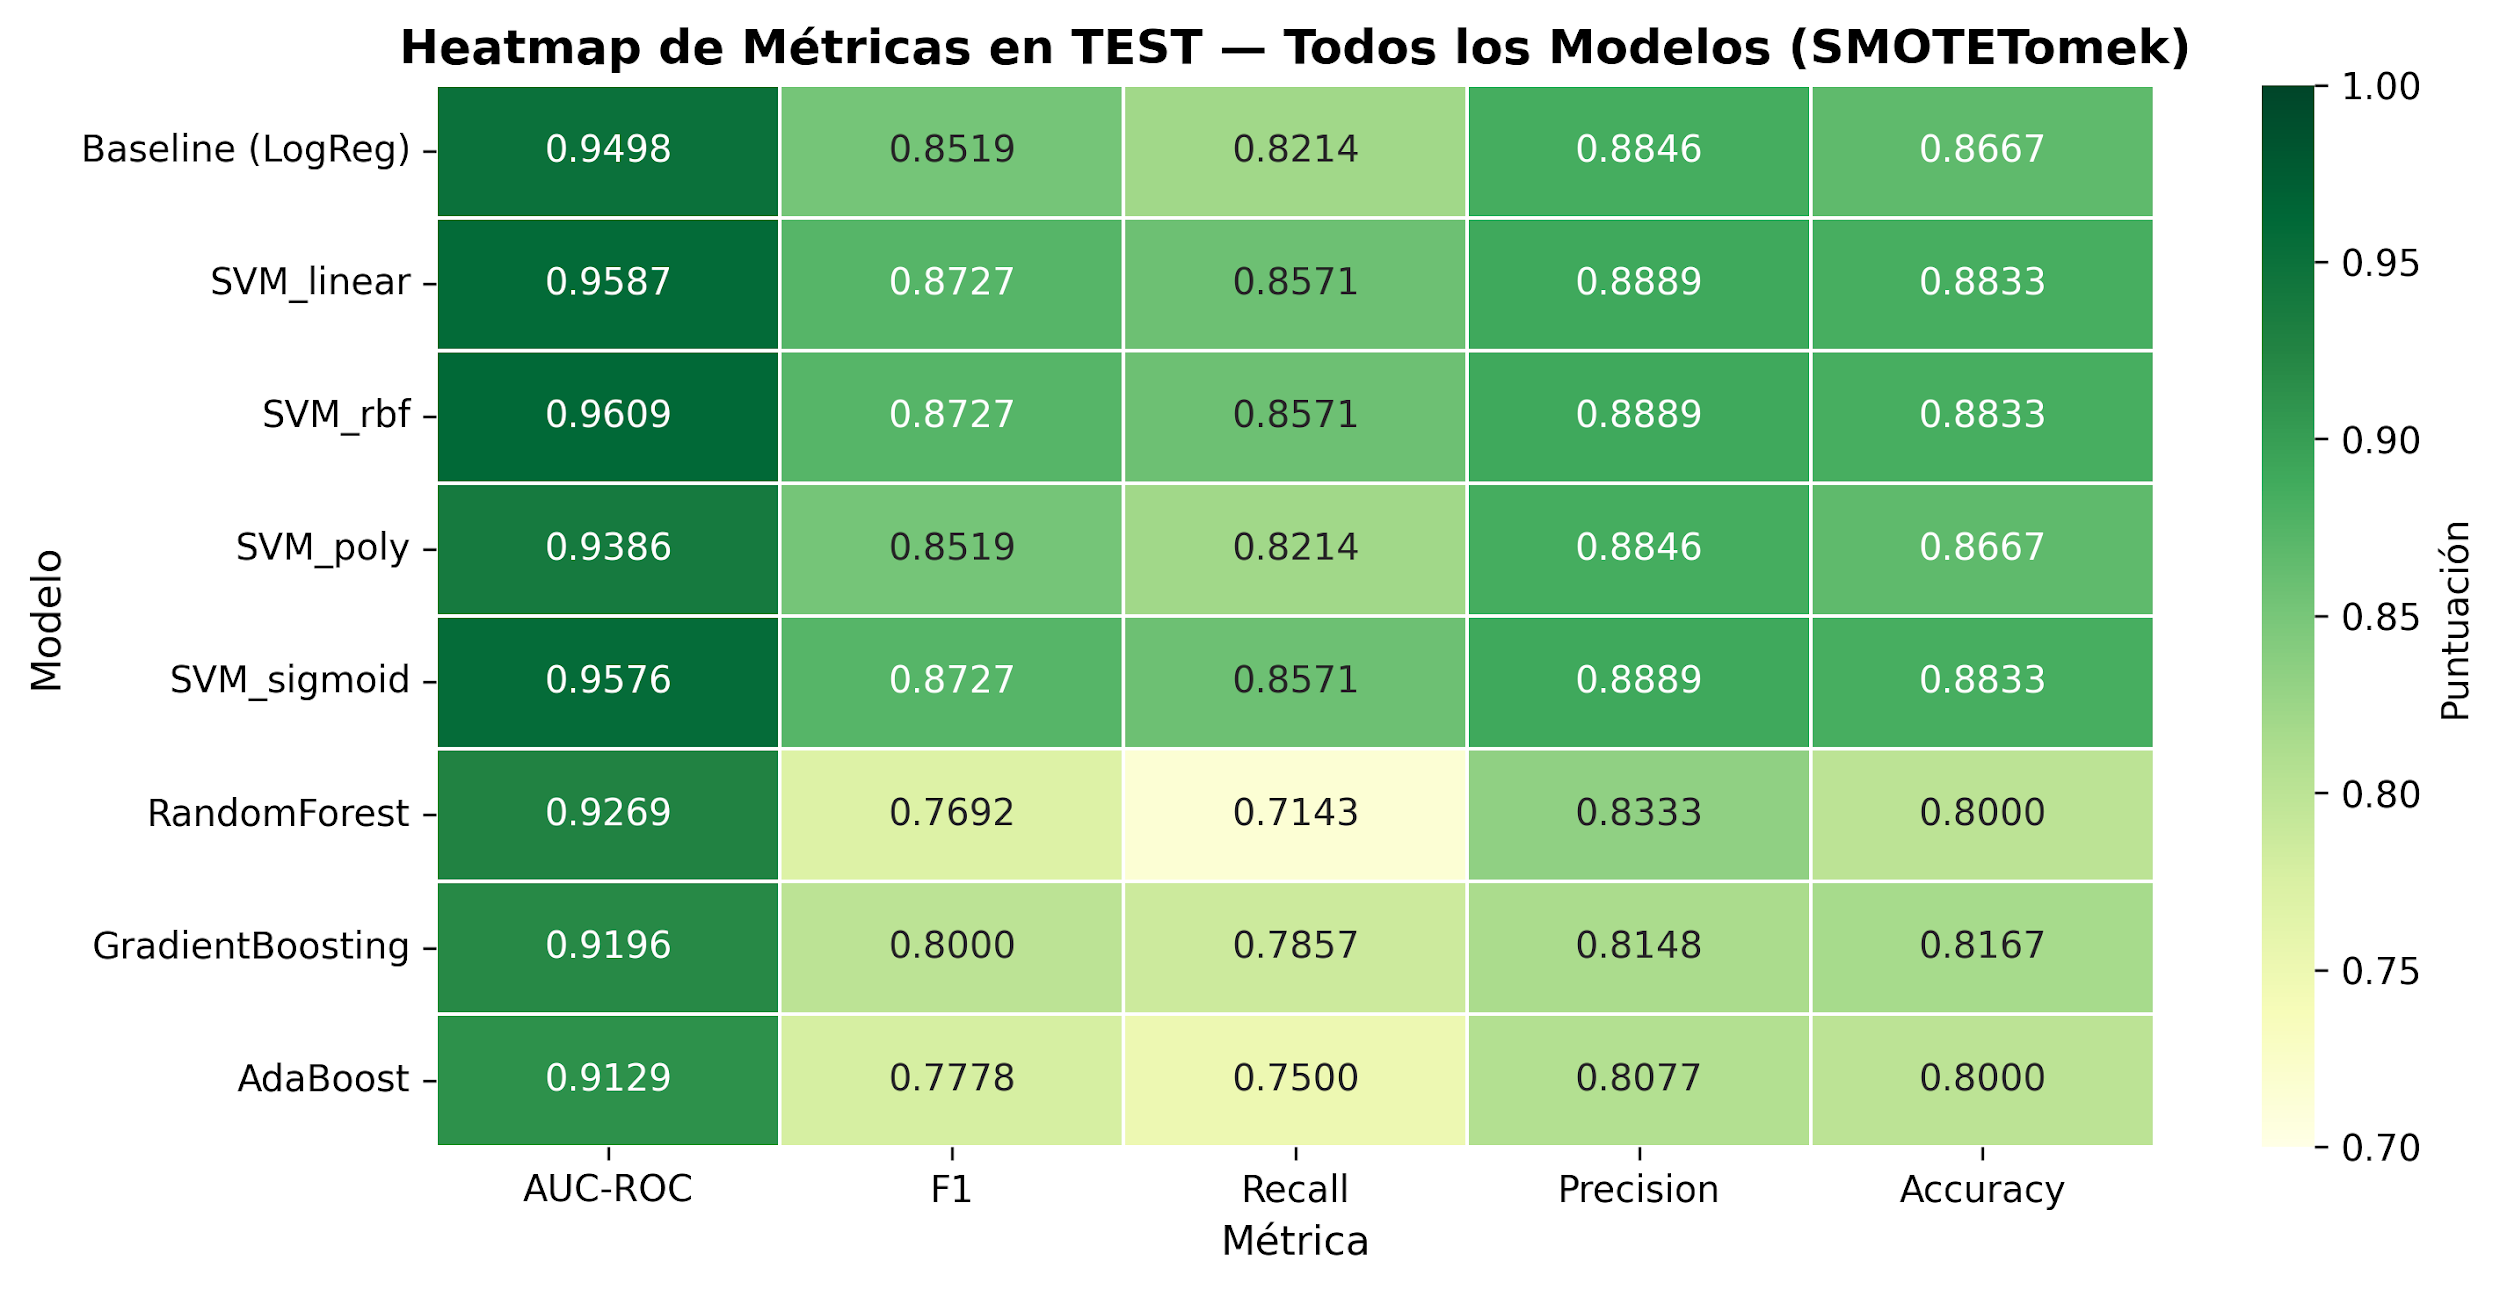 Heatmap de Métricas en TEST — Todos los Modelos (SMOTETomek)
Modelo
Baseline (LogReg) 0.9498 0.8519 0.8214 0.8846 0.8667
SVM_linear 0.9587 0.8727 0.8571 0.8889 0.8833
SVM_rbf 0.9609 0.8727 0.8571 0.8889 0.8833
SVM_poly 0.9386 0.8519 0.8214 0.8846 0.8667
SVM_sigmoid 0.9576 0.8727 0.8571 0.8889 0.8833
RandomForest 0.9269 0.7692 0.7143 0.8333 0.8000
GradientBoosting 0.9196 0.8000 0.7857 0.8148 0.8167
AdaBoost 0.9129 0.7778 0.7500 0.8077 0.8000
AUC-ROC F1 Recall Precision Accuracy
Métrica
1.00
0.95
0.90
0.85
0.80
0.75
0.70
Puntuación